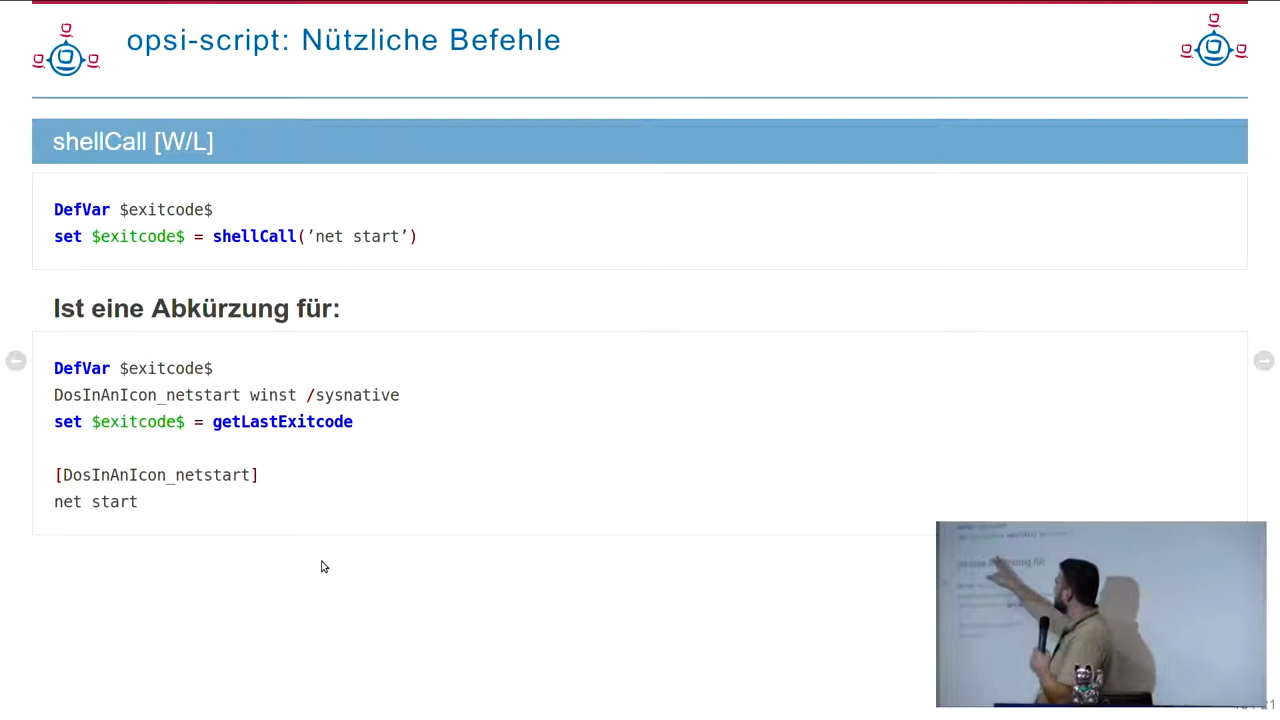 opsi-script: Nützliche Befehle
shellCall [W/L]
DefVar $exitcode$
set $exitcode$ = shellCall(’net start’)
Ist eine Abkürzung für:
DefVar $exitcode$
DosInAnIcon_netstart winst /sysnative
set $exitcode$ = getLastExitcode
[DosInAnIcon_netstart]
net start